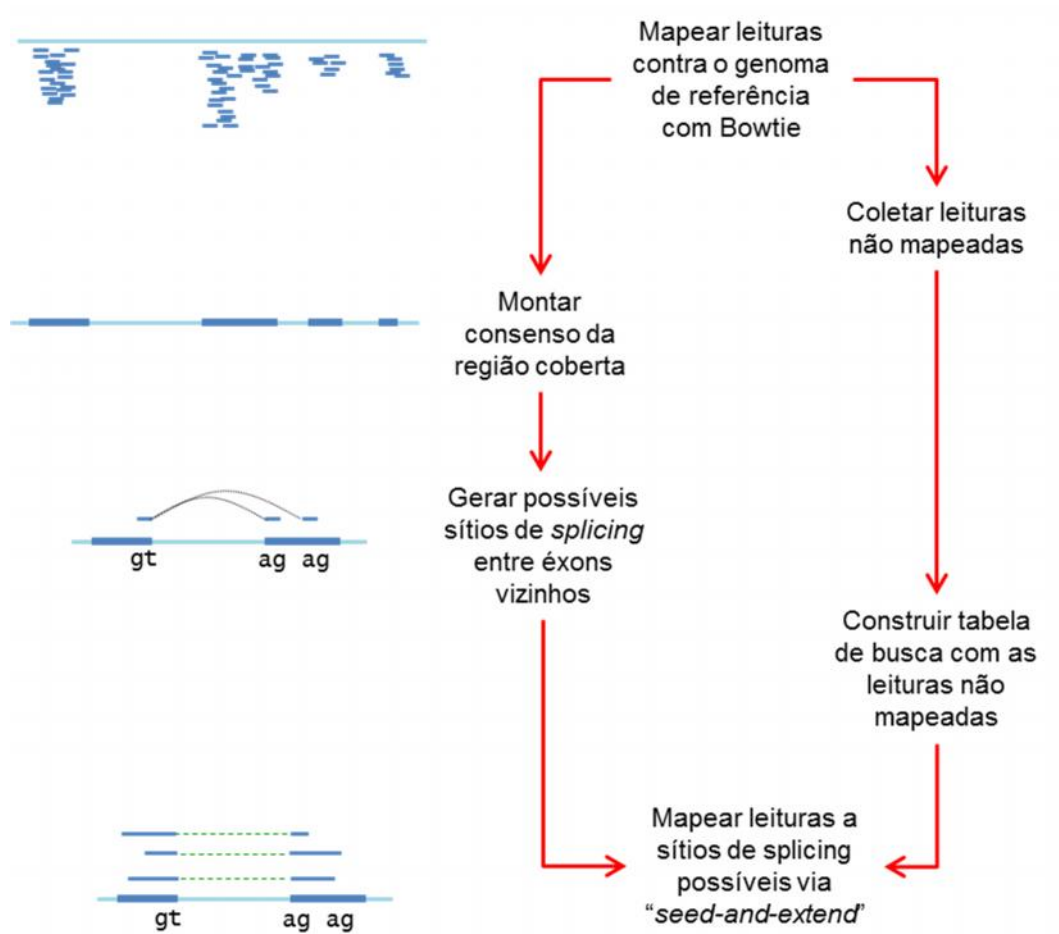 Mapear leituras
contra o genoma
de referência
com Bowtie
Coletar leituras
não mapeadas
Montar
consenso da
região coberta
Gerar possíveis
sítios de splicing
entre éxons
vizinhos
gt ag ag
Construir tabela
de busca com as
leituras não
mapeadas
Mapear leituras a
sítios de splicing
possíveis via
“seed-and-extend”
gt ag ag